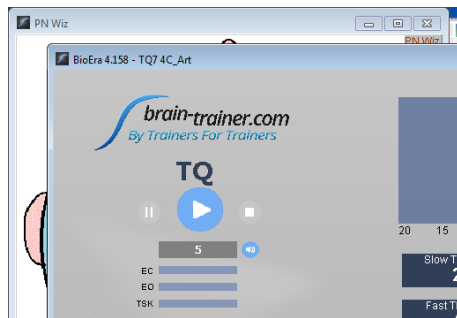 PN Wiz
PN Wiz
BioEra 4.158 - TQ7 4C_Art
brain-trainer.com
By Trainers For Trainers
TQ
5
EC
EO
TSK
20 15
Slow T
2
Fast T